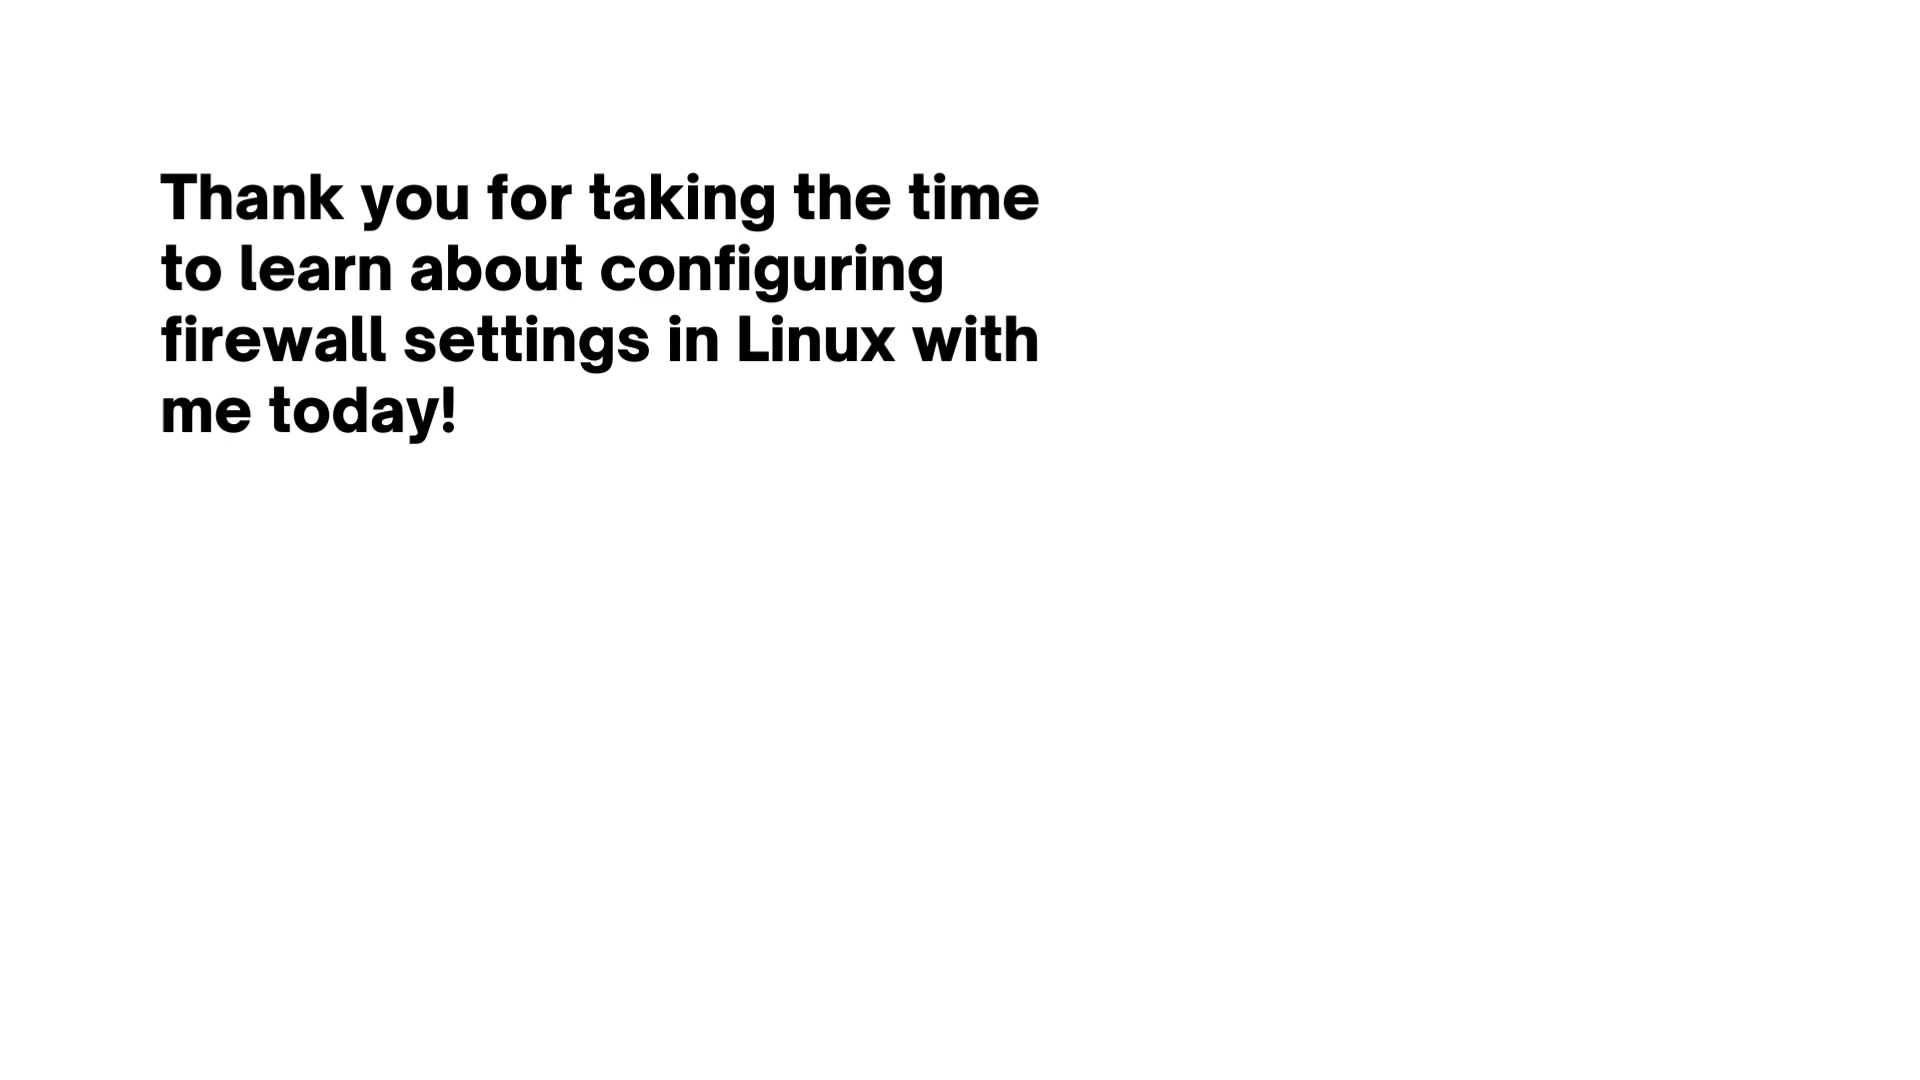 Thank you for taking the time
to learn about configuring
firewall settings in Linux with
me today!